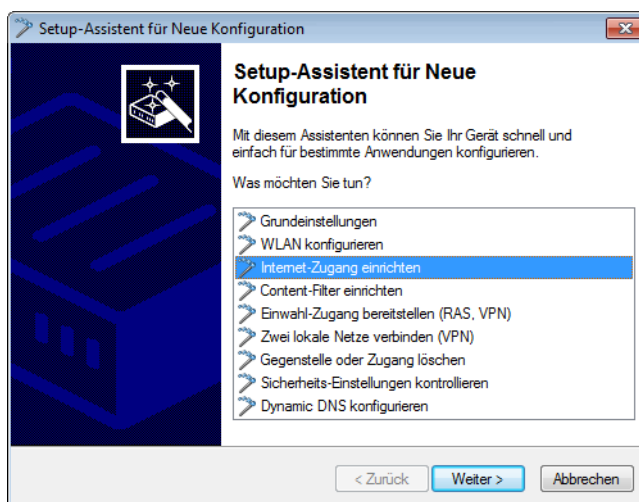 Setup-Assistent für Neue Konfiguration
Setup-Assistent für Neue
Konfiguration
Mit diesem Assistenten können Sie Ihr Gerät schnell und
einfach für bestimmte Anwendungen konfigurieren.
Was möchten Sie tun?
Grundeinstellungen
WLAN konfigurieren
Internet-Zugang einrichten
Content-Filter einrichten
Einwahl-Zugang bereitstellen (RAS, VPN)
Zwei lokale Netze verbinden (VPN)
Gegenstelle oder Zugang löschen
Sicherheits-Einstellungen kontrollieren
Dynamic DNS konfigurieren
< Zurück Weiter > Abbrechen